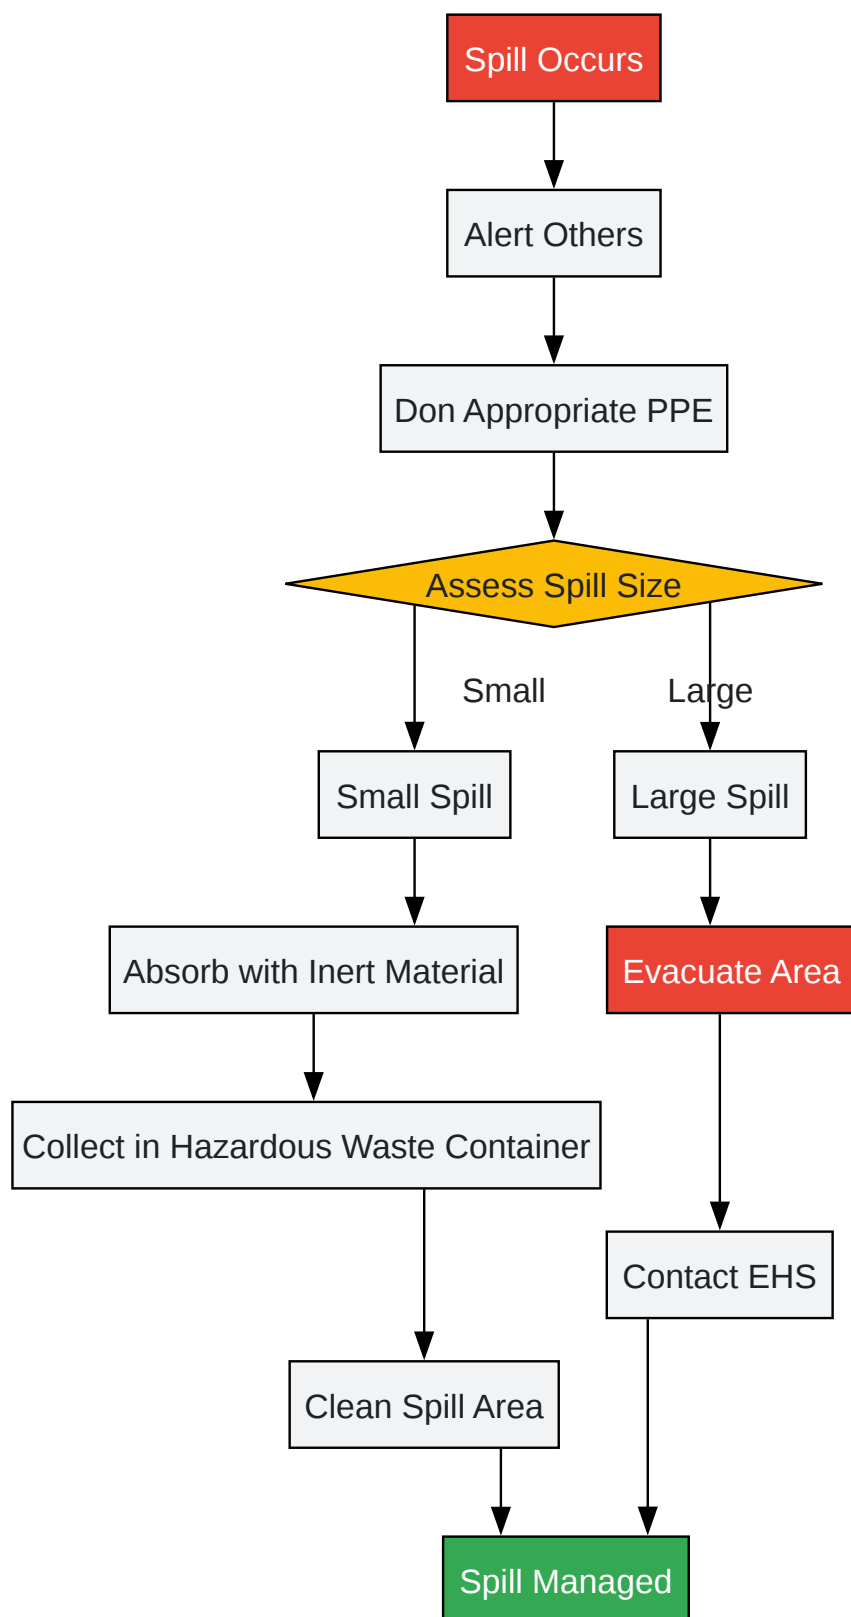 Spill Occurs
Alert Others
Don Appropriate PPE
Assess Spill Size
Small
Large
Small Spill
Large Spill
Absorb with Inert Material
Evacuate Area
Collect in Hazardous Waste Container
Contact EHS
Clean Spill Area
Spill Managed